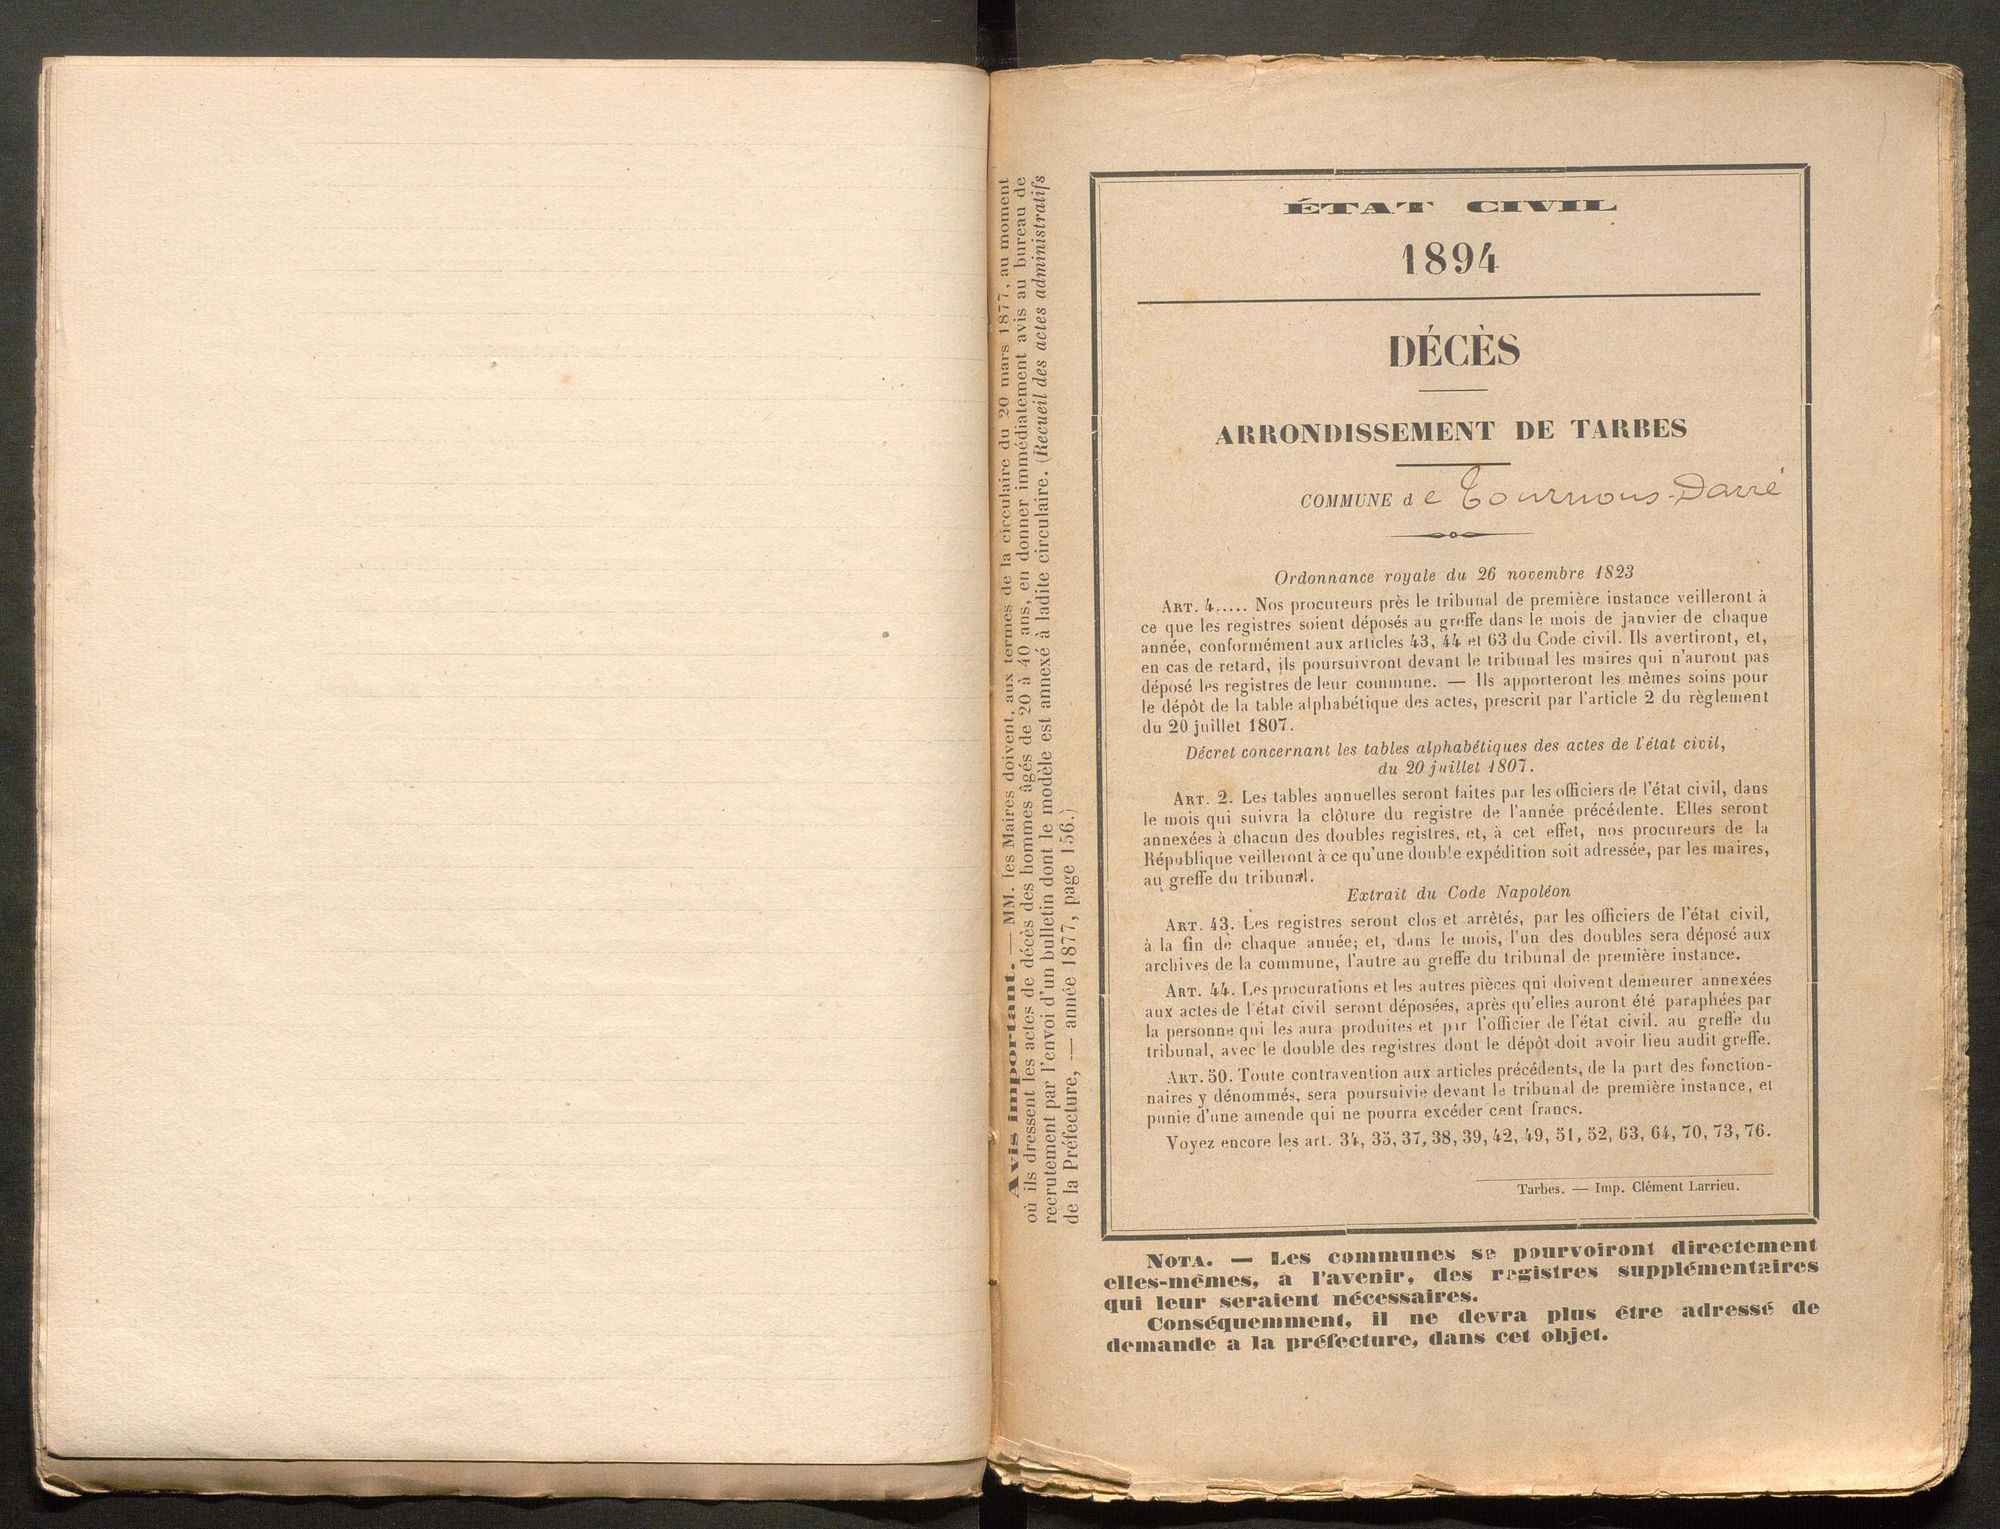 Avis important. — MM. les Maires doivent, aux termes de la circulaire du 20 mars 1877, au moment
où ils dressent les actes de décès des hommes âgés de 20 à 40 ans, en donner immédiatement avis au bureau de
recrutement par l'envoi d'un bulletin dont le modèle est annexé à ladite circulaire. (Recueil des actes administratifs
de la Préfecture, — année 1877, page 156.)
ÉTAT CIVIL
1894
DÉCÈS
ARRONDISSEMENT DE TARBES
COMMUNE de Tournous-Darré
Ordonnance royale du 26 novembre 1823
ART. 4..... Nos procureurs près le tribunal de première instance veilleront à
ce que les registres soient déposés au greffe dans le mois de janvier de chaque
année, conformément aux articles 43, 44 et 63 du Code civil. Ils avertiront, et,
en cas de retard, ils poursuivront devant le tribunal les maires qui n'auront pas
déposé les registres de leur commune. — Ils apporteront les mêmes soins pour
le dépôt de la table alphabétique des actes, prescrit par l'article 2 du règlement
du 20 juillet 1807.
Décret concernant les tables alphabétiques des actes de l'état civil,
du 20 juillet 1807.
ART. 2. Les tables annuelles seront faites par les officiers de l'état civil, dans
le mois qui suivra la clôture du registre de l'année précédente. Elles seront
annexées à chacun des doubles registres, et, à cet effet, nos procureurs de la
République veilleront à ce qu'une double expédition soit adressée, par les maires,
au greffe du tribunal.
Extrait du Code Napoléon
ART. 43. Les registres seront clos et arrêtés, par les officiers de l'état civil,
à la fin de chaque année; et, dans le mois, l'un des doubles sera déposé aux
archives de la commune, l'autre au greffe du tribunal de première instance.
ART. 44. Les procurations et les autres pièces qui doivent demeurer annexées
aux actes de l'état civil seront déposées, après qu'elles auront été paraphées par
la personne qui les aura produites et par l'officier de l'état civil. au greffe du
tribunal, avec le double des registres dont le dépôt doit avoir lieu audit greffe.
ART. 50. Toute contravention aux articles précédents, de la part des fonction-
naires y dénommés, sera poursuivie devant le tribunal de première instance, et
punie d'une amende qui ne pourra excéder cent francs.
Voyez encore les art. 34, 35, 37, 38, 39, 42, 49, 51, 52, 63, 64, 70, 73, 76.
Tarbes. — Imp. Clément Larrieu.
NOTA. — Les communes se pourvoiront directement
elles-mêmes, à l'avenir, des registres supplémentaires
qui leur seraient nécessaires.
Conséquemment, il ne devra plus être adressé de
demande a la préfecture, dans cet objet.